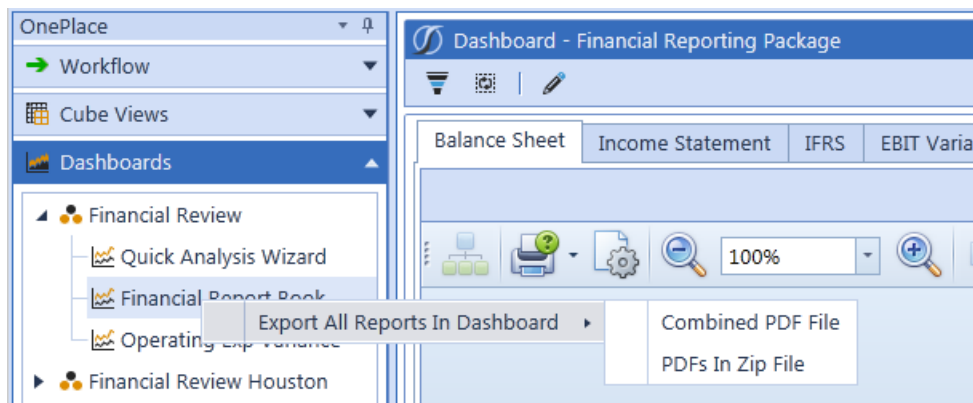 OnePlace
Workflow
Cube Views
Dashboards
Financial Review
Quick Analysis Wizard
Financial Report Book
Operating Exp Variance
Financial Review Houston
Export All Reports In Dashboard
Combined PDF File
PDFs In Zip File
Dashboard - Financial Reporting Package
Balance Sheet
Income Statement
IFRS
EBIT Varia
100%